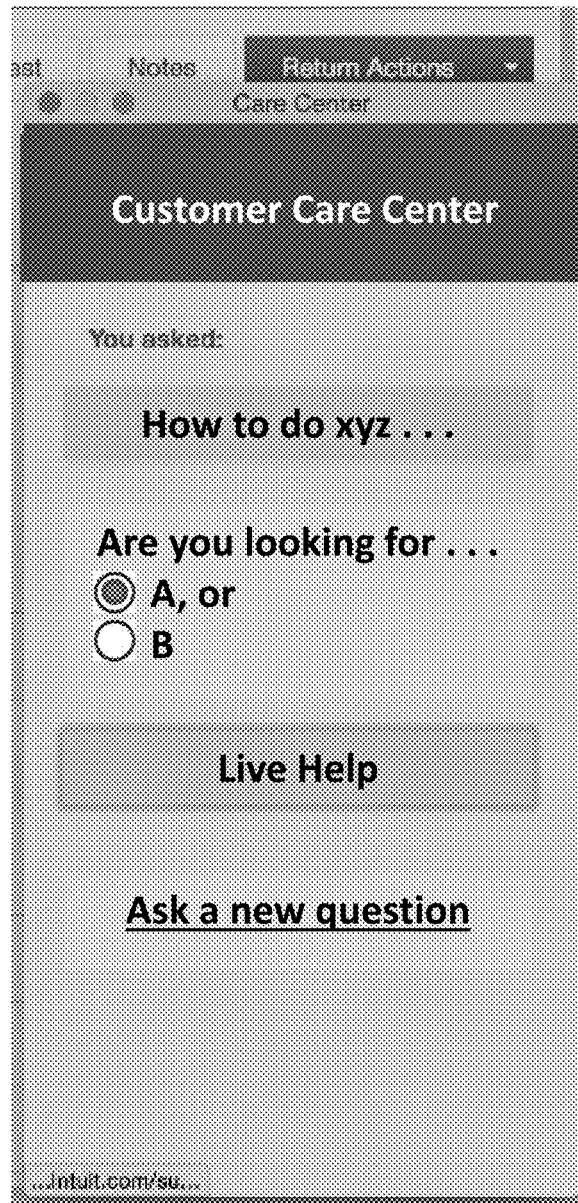 Notes Return Actions
Care Center
Customer Care Center
You asked:
How to do xyz . . .
Are you looking for . . .
A, or
B
Live Help
Ask a new question
...intuit.com/su...